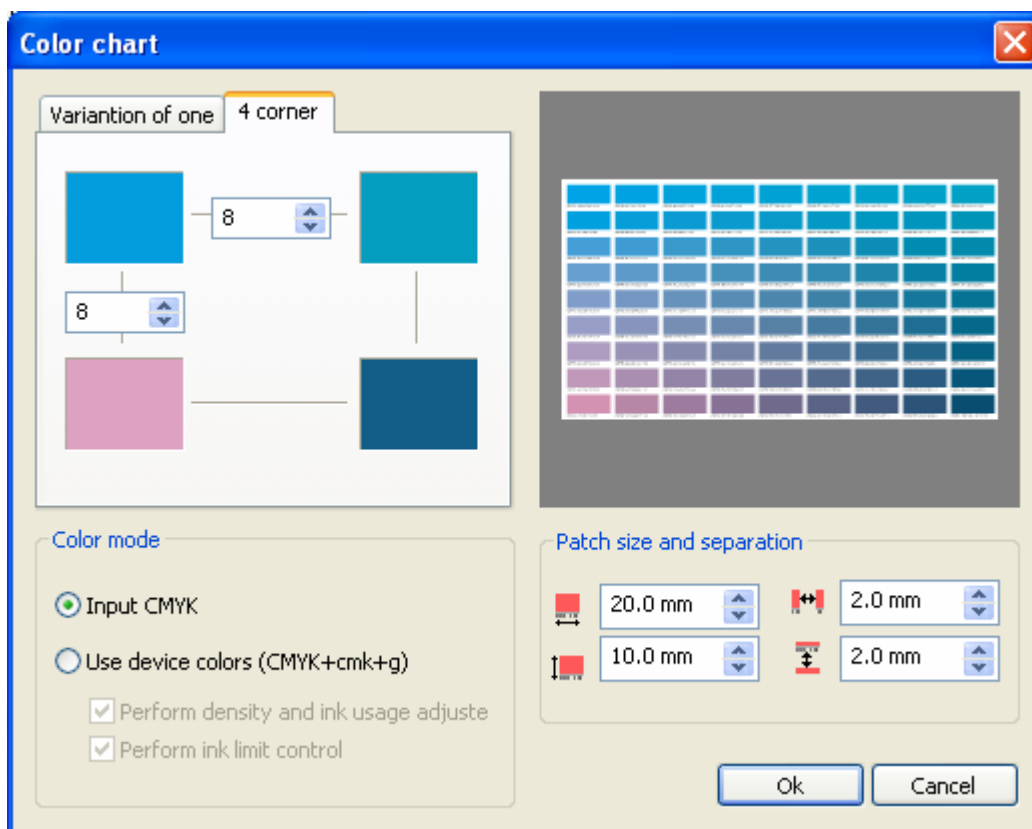 Color chart
Variantion of one
4 corner
8
8
Color mode
Input CMYK
Use device colors (CMYK+cmk+g)
Perform density and ink usage adjuste
Perform ink limit control
Patch size and separation
20.0 mm
2.0 mm
10.0 mm
2.0 mm
Ok
Cancel